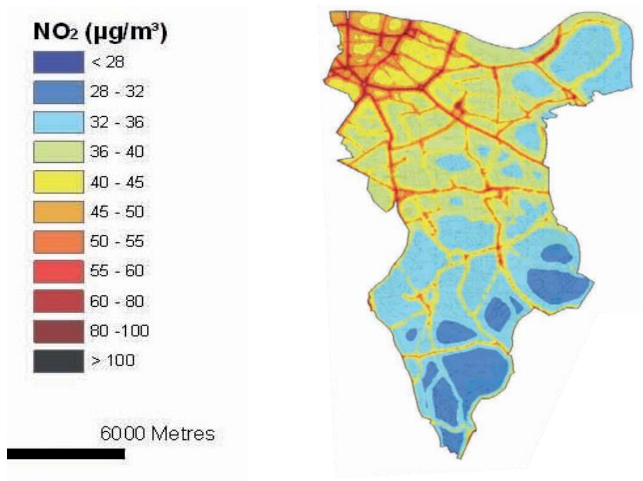 NO₂ (µg/m³)
< 28
28 - 32
32 - 36
36 - 40
40 - 45
45 - 50
50 - 55
55 - 60
60 - 80
80 -100
> 100
6000 Metres